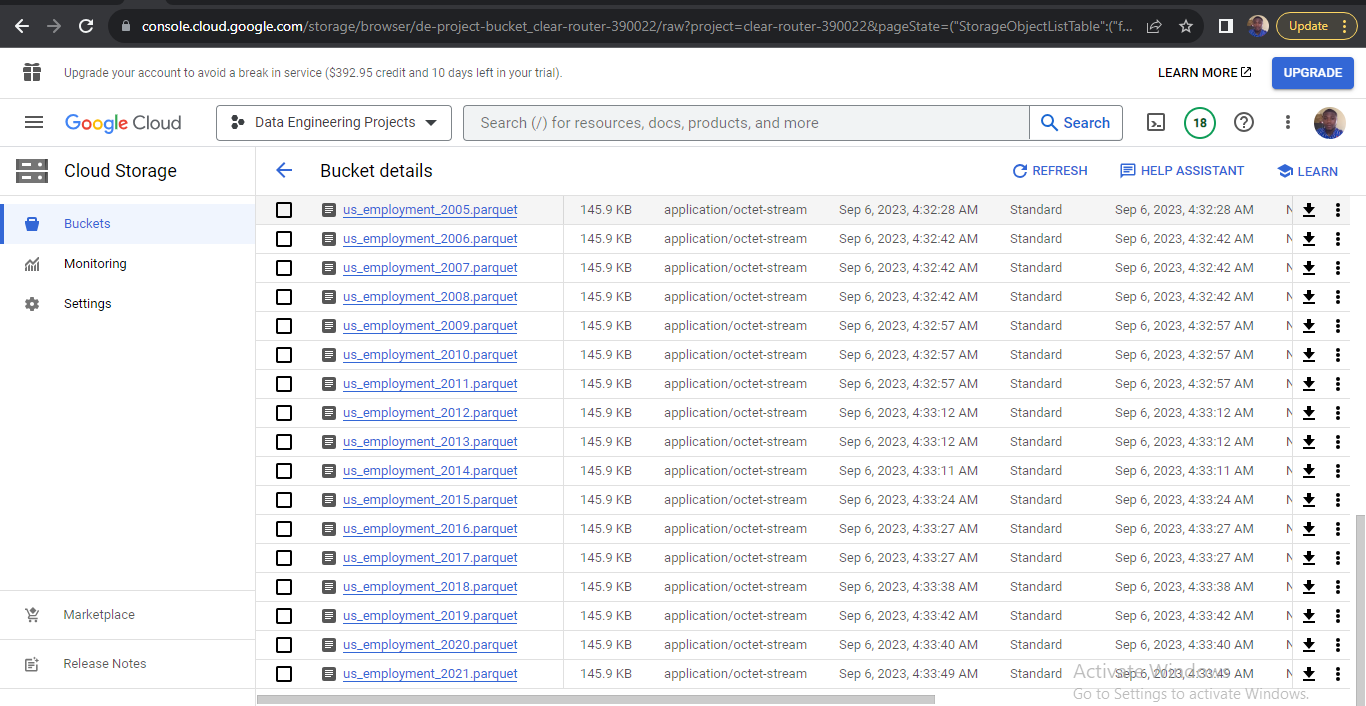 console.cloud.google.com/storage/browser/de-project-bucket_clear-router-390022/raw?project=clear-router-390022&pageState=("StorageObjectListTable":("f... Update
Upgrade your account to avoid a break in service ($392.95 credit and 10 days left in your trial). LEARN MORE UPGRADE
Google Cloud Data Engineering Projects Search (/) for resources, docs, products, and more Search 18
Cloud Storage Bucket details REFRESH HELP ASSISTANT LEARN
Buckets
Monitoring
Settings
Marketplace
Release Notes
us_employment_2005.parquet 145.9 KB application/octet-stream Sep 6, 2023, 4:32:28 AM Standard Sep 6, 2023, 4:32:28 AM N
us_employment_2006.parquet 145.9 KB application/octet-stream Sep 6, 2023, 4:32:42 AM Standard Sep 6, 2023, 4:32:42 AM N
us_employment_2007.parquet 145.9 KB application/octet-stream Sep 6, 2023, 4:32:42 AM Standard Sep 6, 2023, 4:32:42 AM N
us_employment_2008.parquet 145.9 KB application/octet-stream Sep 6, 2023, 4:32:42 AM Standard Sep 6, 2023, 4:32:42 AM N
us_employment_2009.parquet 145.9 KB application/octet-stream Sep 6, 2023, 4:32:57 AM Standard Sep 6, 2023, 4:32:57 AM N
us_employment_2010.parquet 145.9 KB application/octet-stream Sep 6, 2023, 4:32:57 AM Standard Sep 6, 2023, 4:32:57 AM N
us_employment_2011.parquet 145.9 KB application/octet-stream Sep 6, 2023, 4:32:57 AM Standard Sep 6, 2023, 4:32:57 AM N
us_employment_2012.parquet 145.9 KB application/octet-stream Sep 6, 2023, 4:33:12 AM Standard Sep 6, 2023, 4:33:12 AM N
us_employment_2013.parquet 145.9 KB application/octet-stream Sep 6, 2023, 4:33:12 AM Standard Sep 6, 2023, 4:33:12 AM N
us_employment_2014.parquet 145.9 KB application/octet-stream Sep 6, 2023, 4:33:11 AM Standard Sep 6, 2023, 4:33:11 AM N
us_employment_2015.parquet 145.9 KB application/octet-stream Sep 6, 2023, 4:33:24 AM Standard Sep 6, 2023, 4:33:24 AM N
us_employment_2016.parquet 145.9 KB application/octet-stream Sep 6, 2023, 4:33:27 AM Standard Sep 6, 2023, 4:33:27 AM N
us_employment_2017.parquet 145.9 KB application/octet-stream Sep 6, 2023, 4:33:27 AM Standard Sep 6, 2023, 4:33:27 AM N
us_employment_2018.parquet 145.9 KB application/octet-stream Sep 6, 2023, 4:33:38 AM Standard Sep 6, 2023, 4:33:38 AM N
us_employment_2019.parquet 145.9 KB application/octet-stream Sep 6, 2023, 4:33:42 AM Standard Sep 6, 2023, 4:33:42 AM N
us_employment_2020.parquet 145.9 KB application/octet-stream Sep 6, 2023, 4:33:40 AM Standard Sep 6, 2023, 4:33:40 AM N
us_employment_2021.parquet 145.9 KB application/octet-stream Sep 6, 2023, 4:33:49 AM Standard Sep 6, 2023, 4:33:49 AM N
Activate Windows
Go to Settings to activate Windows.